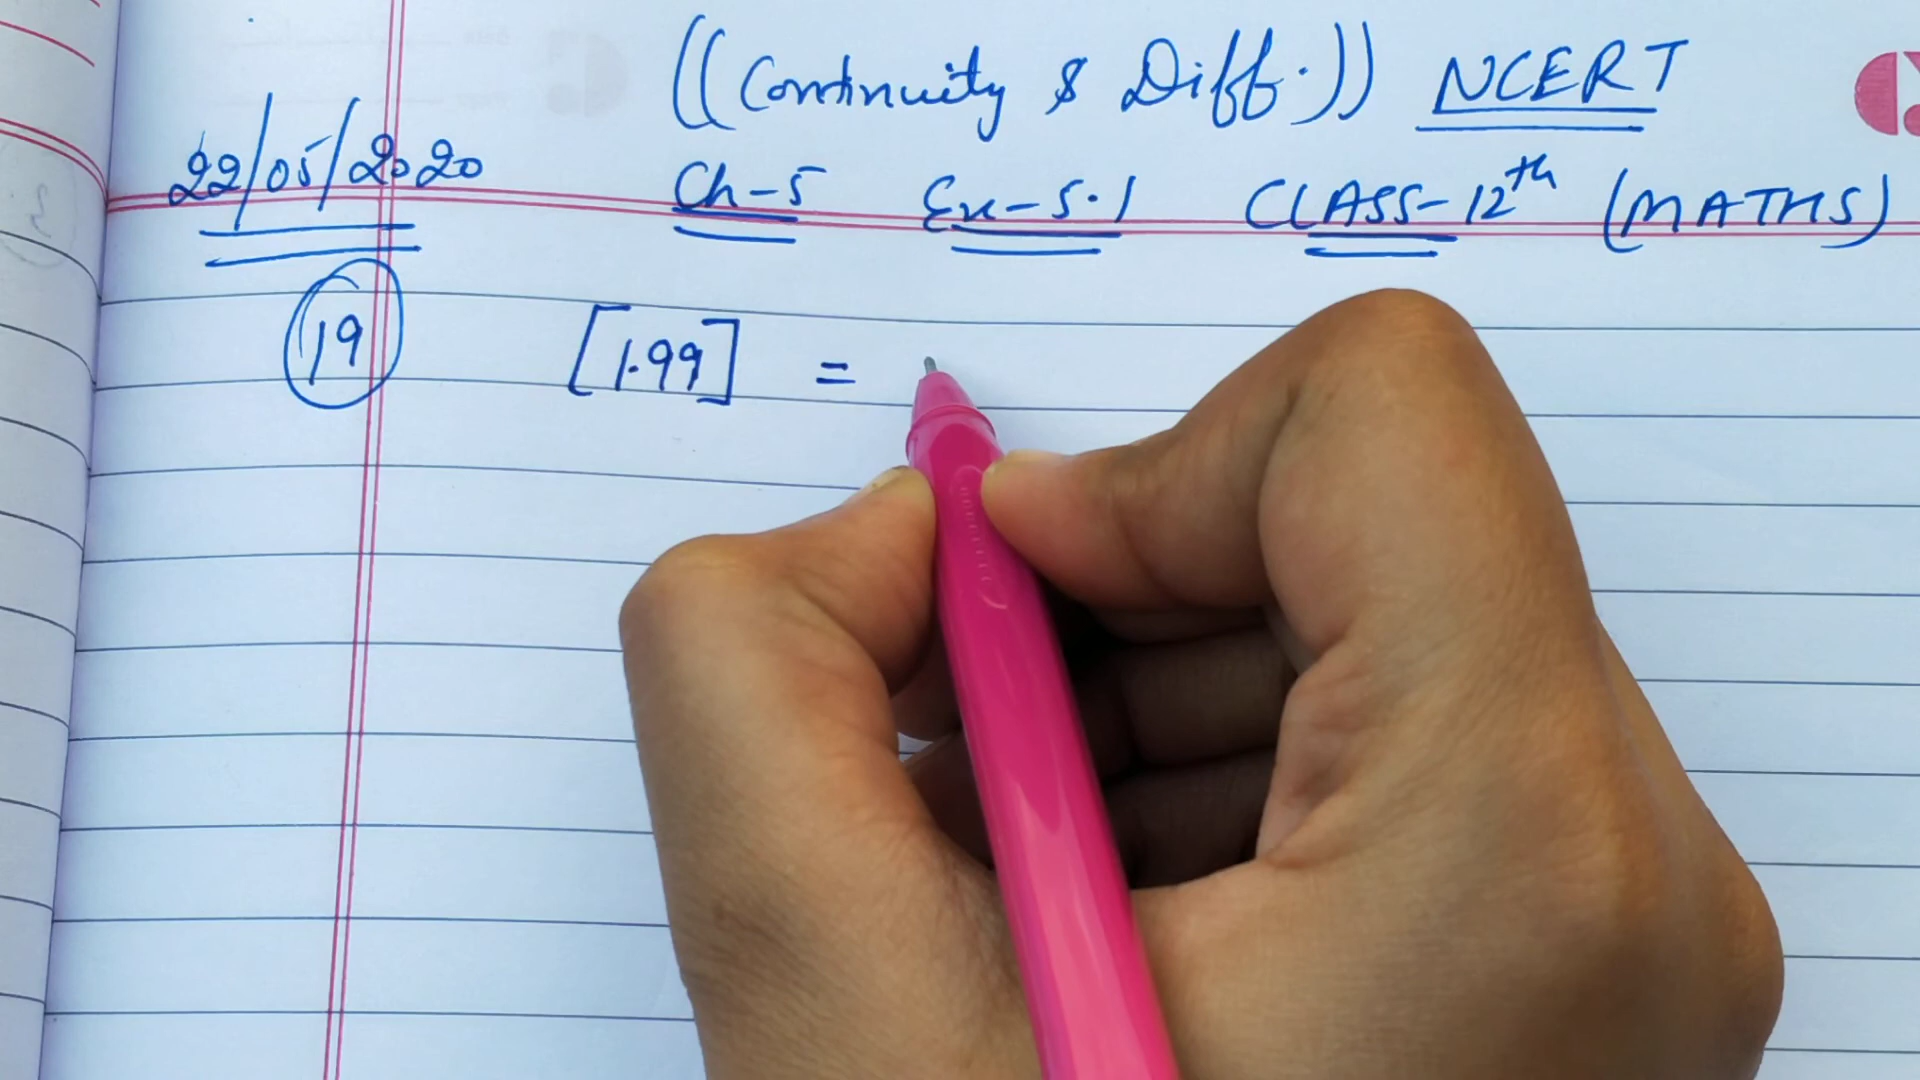 ((Continuity & Diff.)) NCERT
22/05/2020 Ch-5 Ex-5.1 CLASS-12th (MATHS)
19 [1.99] =